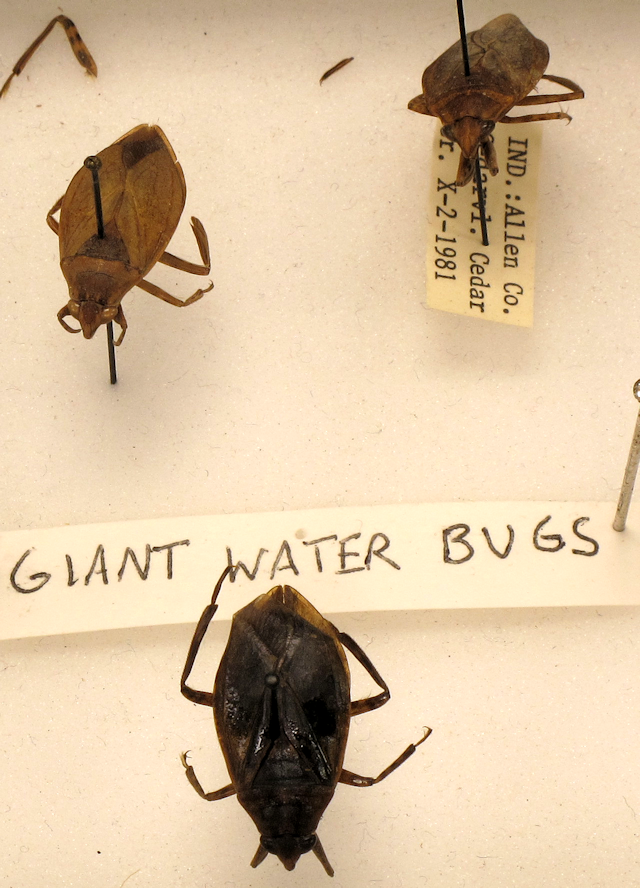 IND.:Allen Co.
Cedar
r. X-2-1981
GIANT WATER BUGS